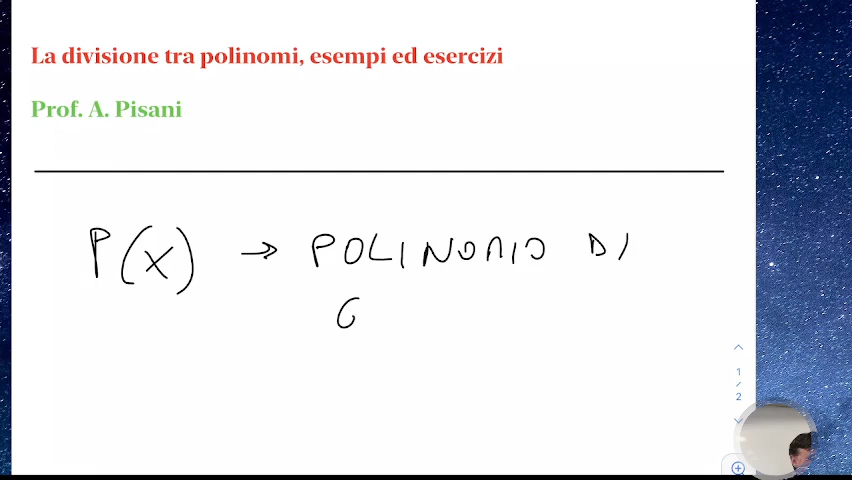 La divisione tra polinomi, esempi ed esercizi
Prof. A. Pisani
P(X) → POLINOMIO DI
G
1
/
2